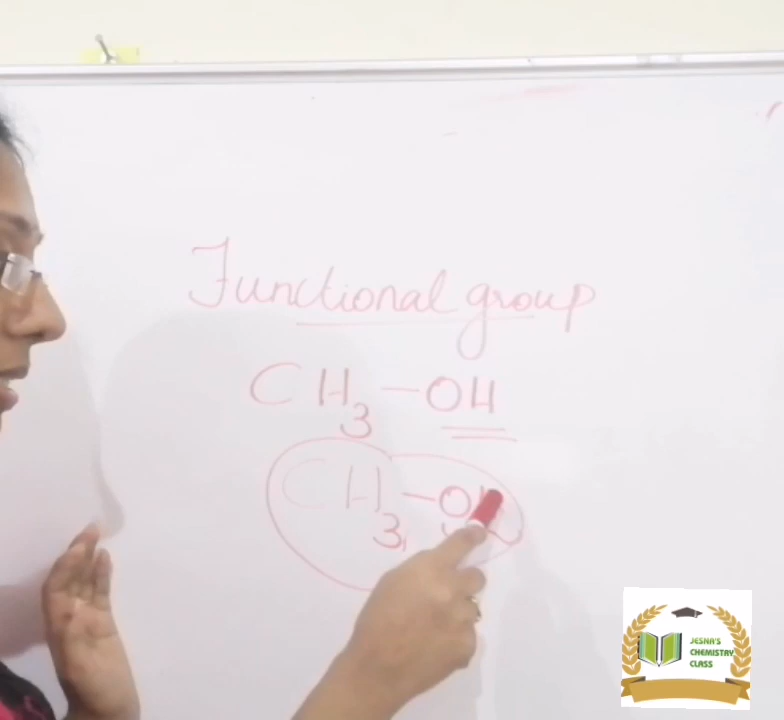 Functional group
CH3-OH
CH3-OH
JESNA'S
CHEMISTRY
CLASS